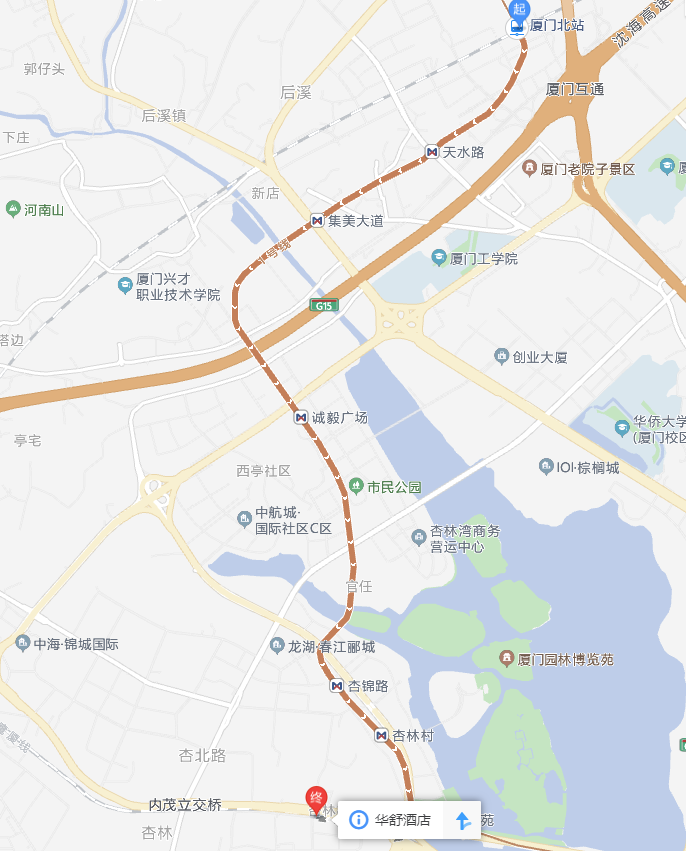 起
厦门北站
沈海高速
郭仔头
后溪
厦门互通
后溪镇
下庄
天水路
厦门老院子景区
厦
新店
河南山
集美大道
1号线
厦门工学院
厦门兴才
职业技术学院
G15
塔边
创业大厦
诚毅广场
华侨大学
(厦门校区
亭宅
西亭社区
IOI·棕榈城
市民公园
中航城·
国际社区C区
杏林湾商务
营运中心
官任
中海·锦城国际
龙湖·春江郦城
厦门园林博览苑
杏锦路
杏林村
杏北路
终
内茂立交桥
杏林
华舒酒店
苑
杏林